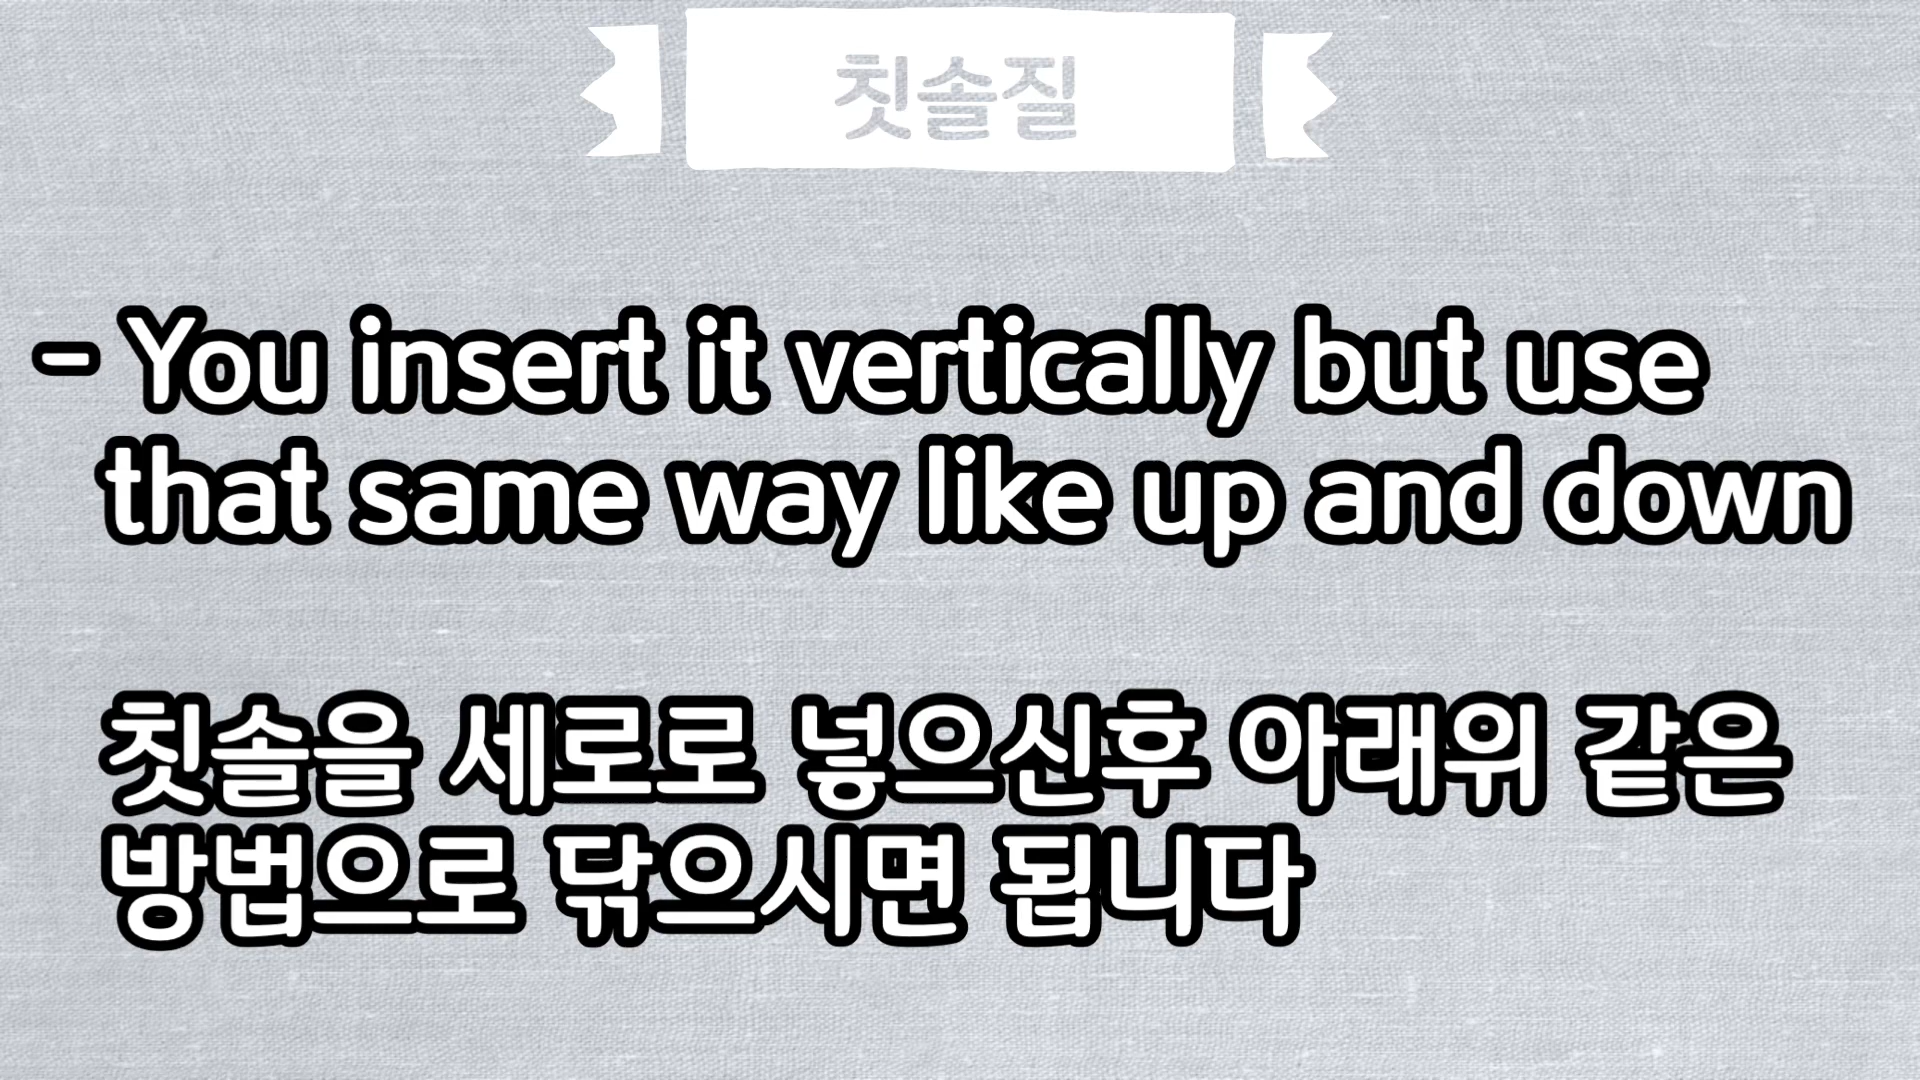 칫솔질
- You insert it vertically but use
that same way like up and down
칫솔을 세로로 넣으신후 아래위 같은
방법으로 닦으시면 됩니다